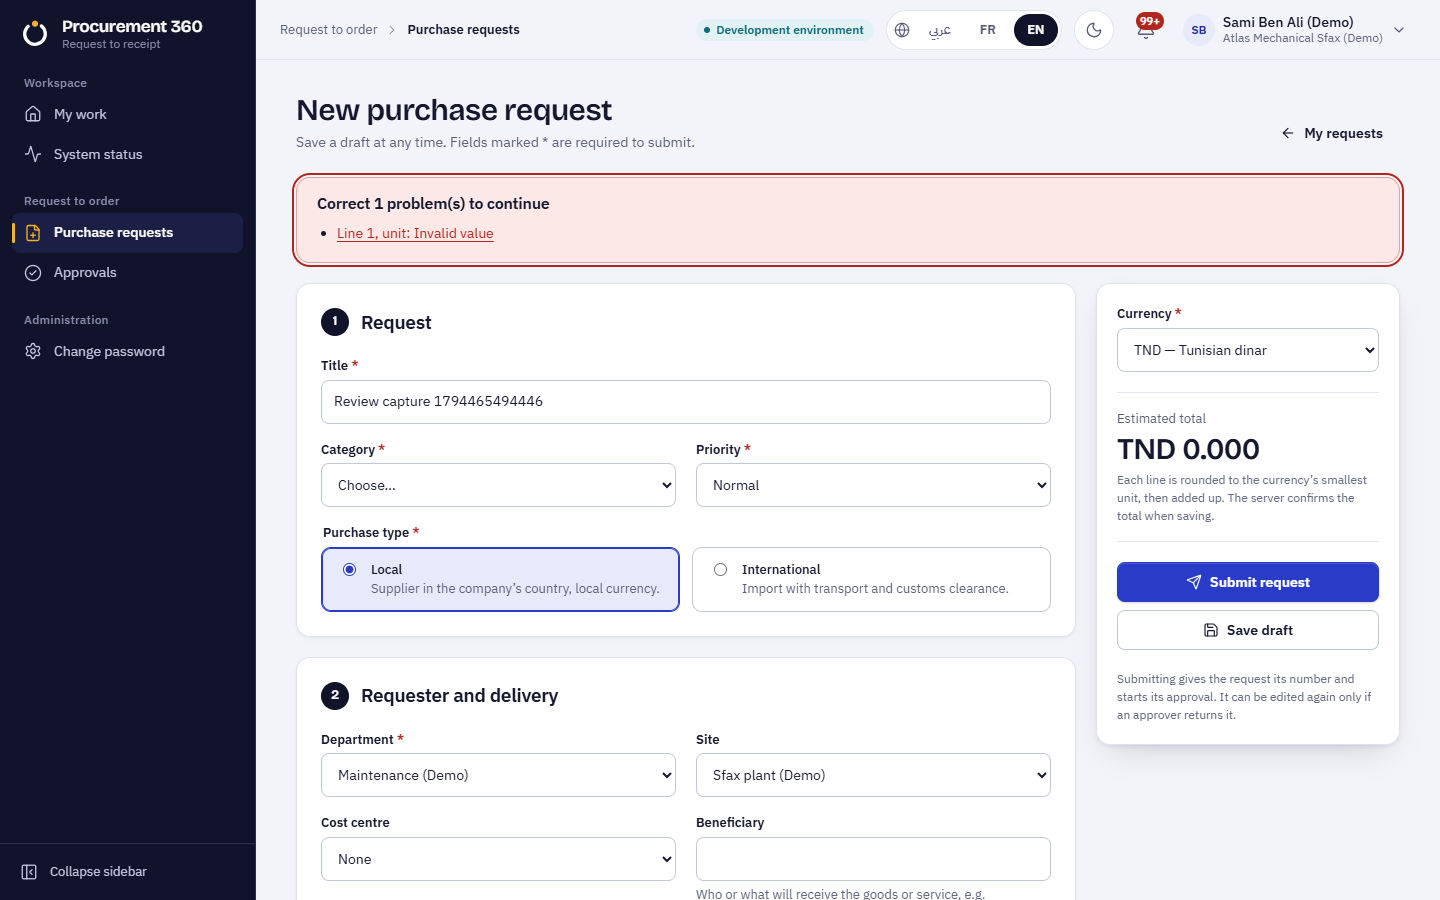 Procurement 360
Request to receipt
Workspace
My work
System status
Request to order
Purchase requests
Approvals
Administration
Change password
Collapse sidebar
Request to order > Purchase requests
Development environment
عربي
FR
EN
99+
SB
Sami Ben Ali (Demo)
Atlas Mechanical Sfax (Demo)
New purchase request
Save a draft at any time. Fields marked * are required to submit.
My requests
Correct 1 problem(s) to continue
Line 1, unit: Invalid value
1 Request
Title *
Review capture 1794465494446
Category *
Choose...
Priority *
Normal
Purchase type *
Local
Supplier in the company’s country, local currency.
International
Import with transport and customs clearance.
2 Requester and delivery
Department *
Maintenance (Demo)
Site
Sfax plant (Demo)
Cost centre
None
Beneficiary
Who or what will receive the goods or service, e.g.
Currency *
TND — Tunisian dinar
Estimated total
TND 0.000
Each line is rounded to the currency’s smallest
unit, then added up. The server confirms the
total when saving.
Submit request
Save draft
Submitting gives the request its number and
starts its approval. It can be edited again only if
an approver returns it.